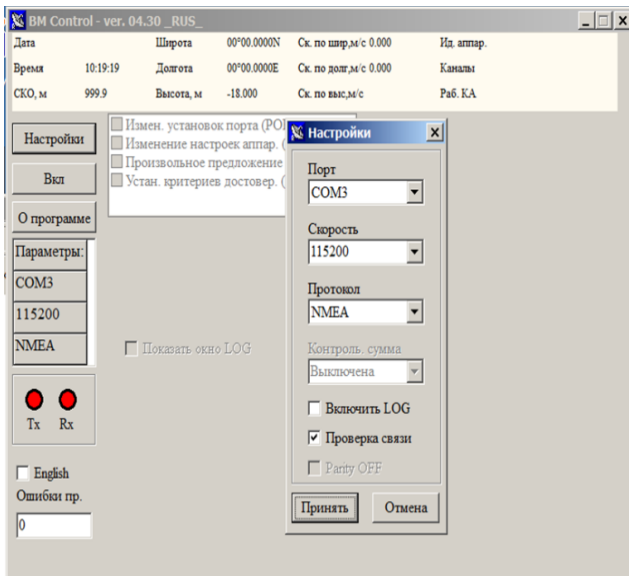 BM Control - ver. 04.30 _RUS_
Дата Широта 00°00.0000N Ск. по шир,м/с 0.000 Ид. аппар.
Время 10:19:19 Долгота 00°00.0000E Ск. по долг,м/с 0.000 Каналы
СКО, м 999.9 Высота, м -18.000 Ск. по выс,м/с Раб. КА
Настройки
Вкл
О программе
Измен. установок порта
Изменение настроек аппар. (
Произвольное предложение
Устан. критериев достовер. (
Параметры:
COM3
115200
NMEA
Показать окно LOG
Tx Rx
English
Ошибки пр.
0
Настройки
Порт
COM3
Скорость
115200
Протокол
NMEA
Контроль. сумма
Выключена
Включить LOG
Проверка связи
Parity OFF
Принять Отмена